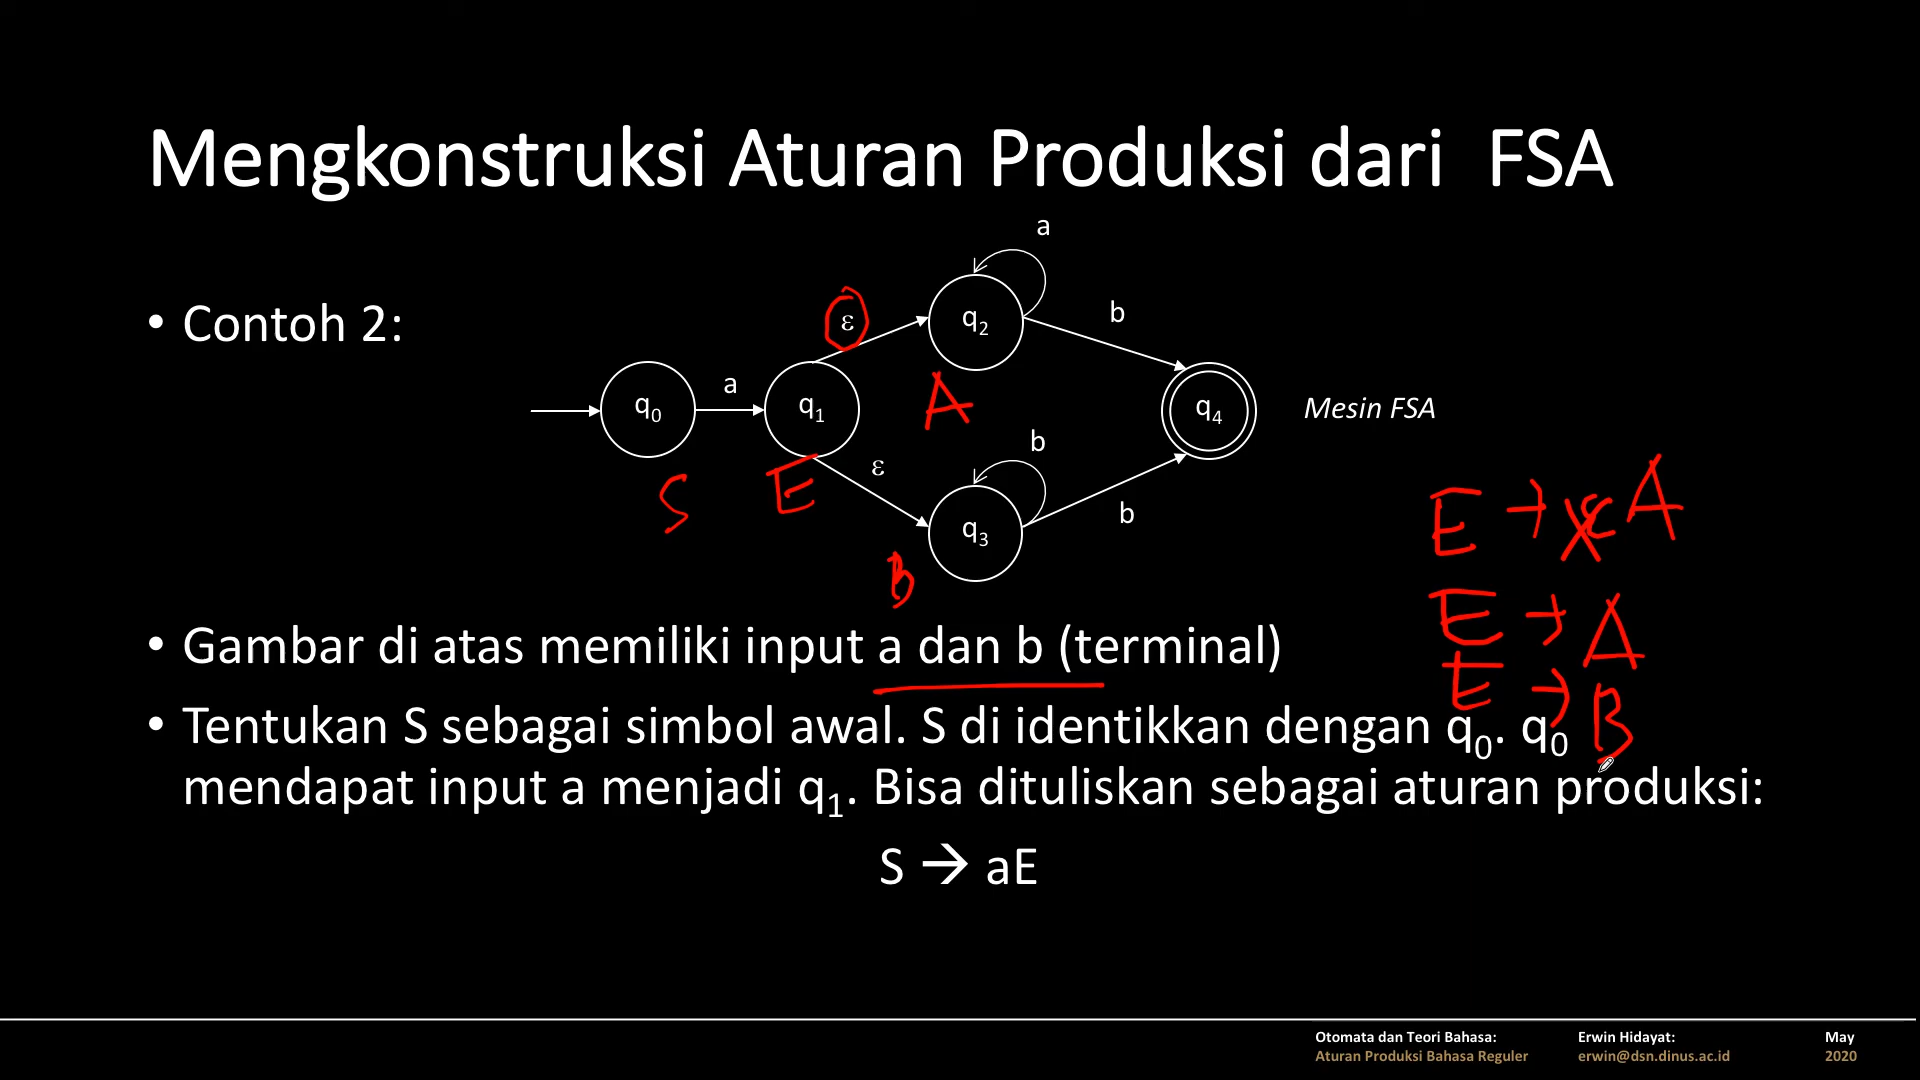 Mengkonstruksi Aturan Produksi dari FSA
• Contoh 2:
a
ε
q2
b
q0
a
q1
q4
Mesin FSA
A
ε
b
S
E
q3
b
B
E → εA
E → A
E → B
• Gambar di atas memiliki input a dan b (terminal)
• Tentukan S sebagai simbol awal. S di identikkan dengan q0. q0
mendapat input a menjadi q1. Bisa dituliskan sebagai aturan produksi:
S → aE
Otomata dan Teori Bahasa: Erwin Hidayat: May
Aturan Produksi Bahasa Reguler erwin@dsn.dinus.ac.id 2020